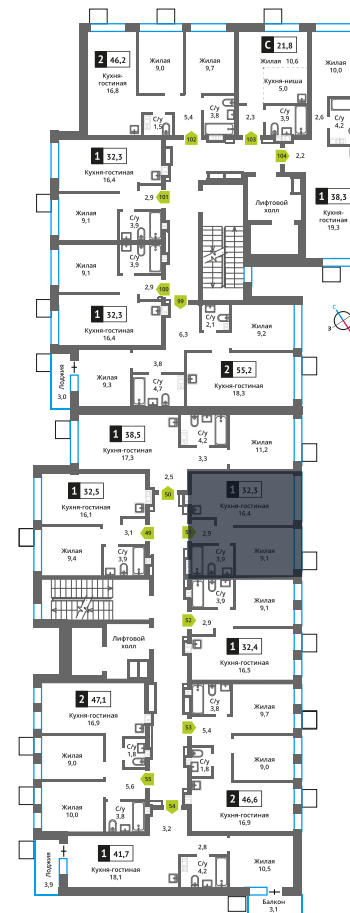 2 46,2
Кухня-
гостиная
16,8
Жилая
9,0
Жилая
9,7
С/у
1,5
5,4
С/у
3,8
102
С 21,8
Жилая 10,6
Кухня-ниша
5,0
2,3
С/у
3,9
103
Жилая
10,0
2,6
С/у
4,2
104
2,2
1 32,3
Кухня-гостиная
16,4
2,9
101
Жилая
9,1
С/у
3,9
Лифтовой
холл
1 38,3
Кухня-
гостиная
19,3
Жилая
9,1
С/у
3,9
2,9
100
1 32,3
Кухня-гостиная
16,4
99
6,3
С/у
2,1
Жилая
9,2
С
З
Лоджия
3,0
Жилая
9,3
3,8
С/у
4,7
2 55,2
Кухня-гостиная
18,3
1 38,5
Кухня-гостиная
17,3
С/у
4,2
3,3
Жилая
11,2
2,5
50
1 32,5
Кухня-гостиная
16,1
1 32,3
Кухня-гостиная
16,4
3,1
49
2,9
Жилая
9,4
С/у
3,9
С/у
3,9
Жилая
9,1
С/у
3,9
Жилая
9,1
52
2,9
Лифтовой
холл
1 32,4
Кухня-гостиная
16,5
2 47,1
Кухня-гостиная
16,9
С/у
3,8
Жилая
9,7
53
5,4
Жилая
9,0
С/у
1,8
С/у
1,8
Жилая
9,0
55
5,6
Жилая
10,0
С/у
3,8
2 46,6
Кухня-гостиная
16,9
54
3,2
Лоджия
3,9
1 41,7
Кухня-гостиная
18,1
2,8
С/у
4,2
Жилая
10,5
Балкон
3,1